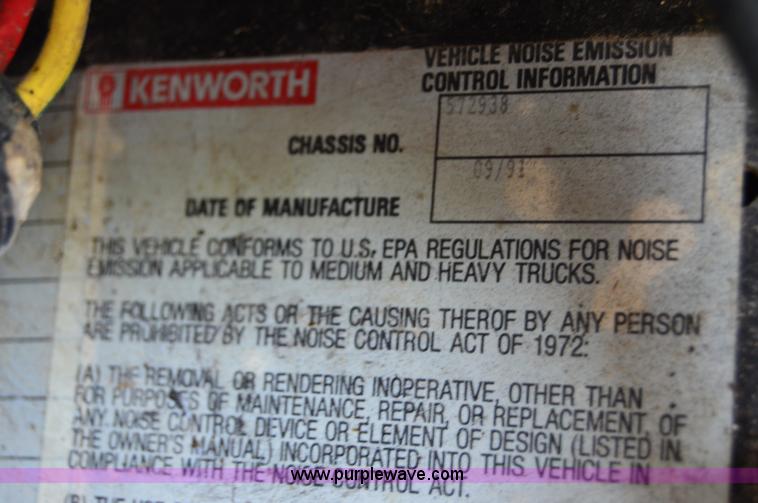 KENWORTH
VEHICLE NOISE EMISSION
CONTROL INFORMATION
CHASSIS NO.
572938
DATE OF MANUFACTURE
09/91
THIS VEHICLE CONFORMS TO U.S. EPA REGULATIONS FOR NOISE
EMISSION APPLICABLE TO MEDIUM AND HEAVY TRUCKS.
THE FOLLOWING ACTS OR THE CAUSING THEROF BY ANY PERSON
ARE PROHIBITED BY THE NOISE CONTROL ACT OF 1972:
(A) THE REMOVAL OR RENDERING INOPERATIVE, OTHER THAN
FOR PURPOSES OF MAINTENANCE, REPAIR, OR REPLACEMENT, OF
ANY NOISE CONTROL DEVICE OR ELEMENT OF DESIGN (LISTED IN
THE OWNER'S MANUAL) INCORPORATED INTO THIS VEHICLE IN
COMPLIANCE WITH THE NOISE CONTROL ACT.
(B) THE
www.purplewave.com